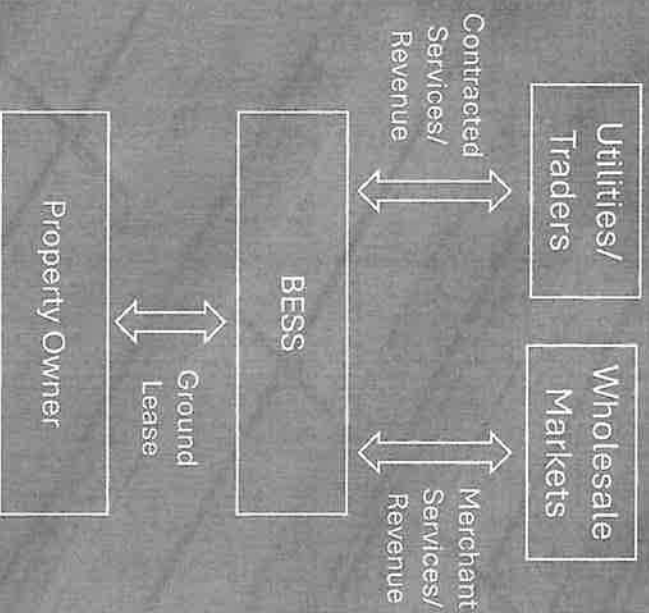 Utilities/
Traders
Wholesale
Markets
Contracted
Services/
Revenue
Merchant
Services/
Revenue
BESS
Ground
Lease
Property Owner